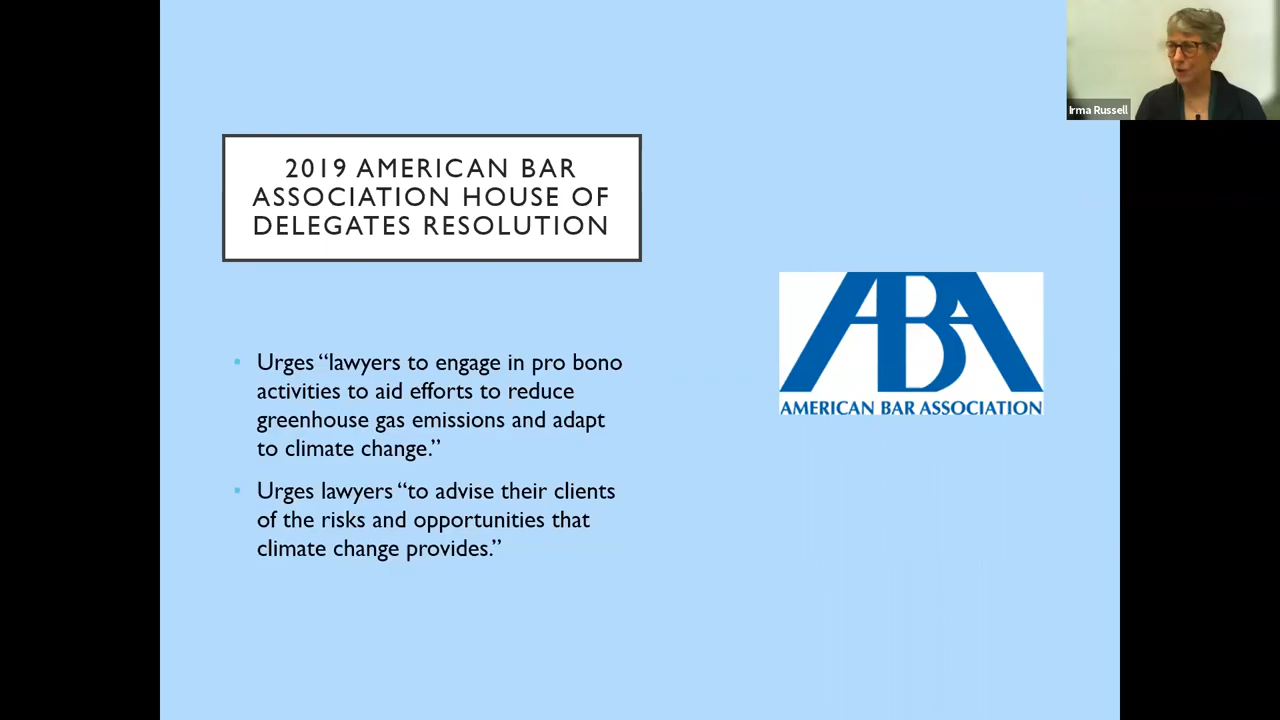 Irma Russell
2019 AMERICAN BAR
ASSOCIATION HOUSE OF
DELEGATES RESOLUTION
• Urges “lawyers to engage in pro bono
activities to aid efforts to reduce
greenhouse gas emissions and adapt
to climate change.”
• Urges lawyers “to advise their clients
of the risks and opportunities that
climate change provides.”
ABA
AMERICAN BAR ASSOCIATION